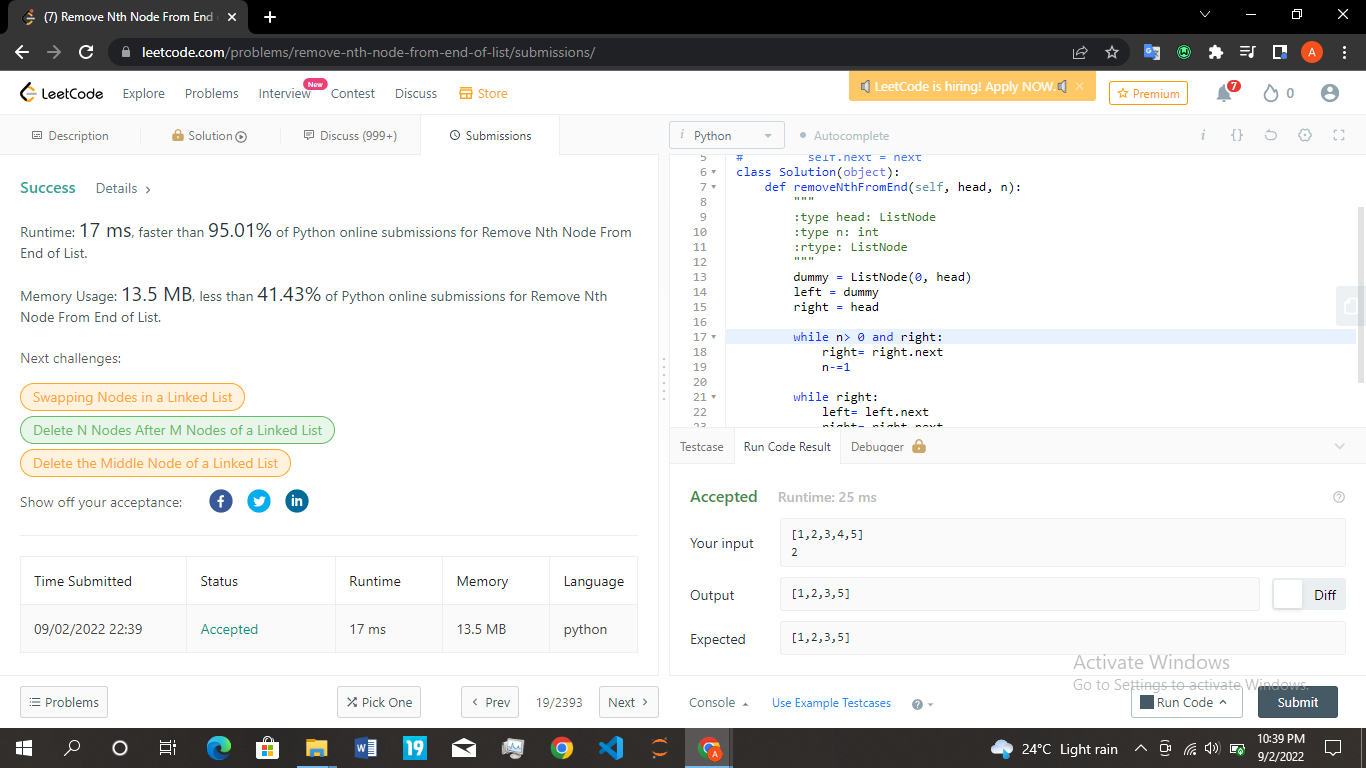 (7) Remove Nth Node From End
leetcode.com/problems/remove-nth-node-from-end-of-list/submissions/
A
LeetCode
Explore
Problems
Interview
New
Contest
Discuss
Store
LeetCode is hiring! Apply NOW.
Premium
7
0
Description
Solution
Discuss (999+)
Submissions
i Python
Autocomplete
Success
Details
Runtime: 17 ms, faster than 95.01% of Python online submissions for Remove Nth Node From
End of List.
Memory Usage: 13.5 MB, less than 41.43% of Python online submissions for Remove Nth
Node From End of List.
Next challenges:
Swapping Nodes in a Linked List
Delete N Nodes After M Nodes of a Linked List
Delete the Middle Node of a Linked List
Show off your acceptance:
Time Submitted Status Runtime Memory Language
09/02/2022 22:39 Accepted 17 ms 13.5 MB python
Problems
Pick One
Prev
19/2393
Next
5 # self.next = next
6 class Solution(object):
7 def removeNthFromEnd(self, head, n):
8 """
9 :type head: ListNode
10 :type n: int
11 :rtype: ListNode
12 """
13 dummy = ListNode(0, head)
14 left = dummy
15 right = head
16
17 while n> 0 and right:
18 right= right.next
19 n-=1
20
21 while right:
22 left= left.next
23 right= right.next
Testcase
Run Code Result
Debugger
Accepted
Runtime: 25 ms
Your input
[1,2,3,4,5]
2
Output
[1,2,3,5]
Diff
Expected
[1,2,3,5]
Activate Windows
Go to Settings to activate Windows.
Console
Use Example Testcases
Run Code
Submit
19
24°C Light rain
10:39 PM
9/2/2022